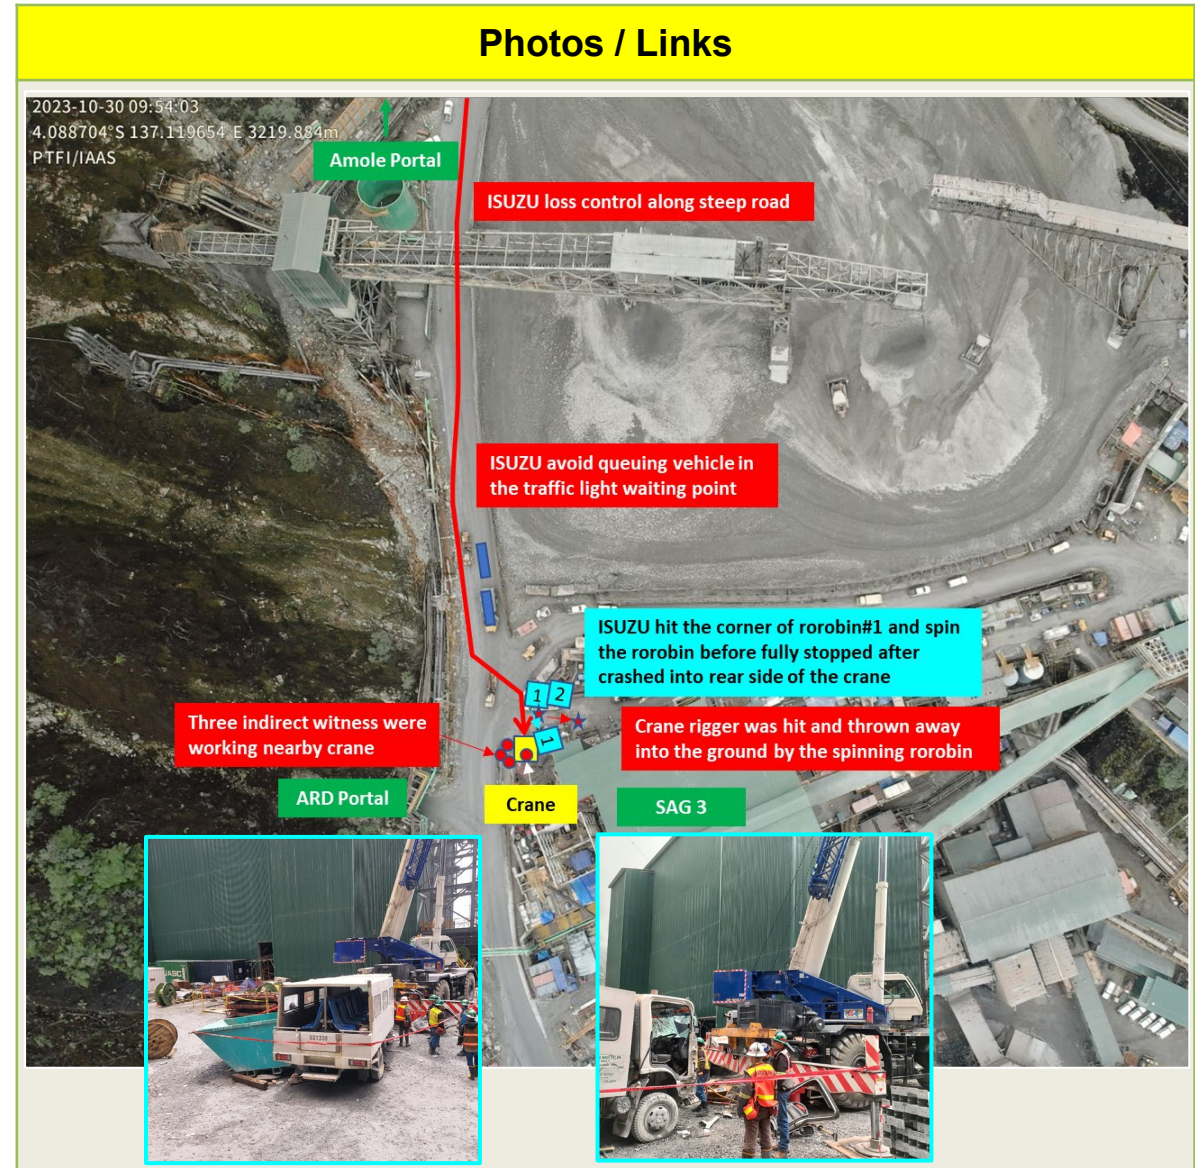 Photos / Links
2023-10-30 09:54:03
4.088704°S 137.119654°E 3219.884m
PTFI/IAAS
Amole Portal
ISUZU loss control along steep road
ISUZU avoid queuing vehicle in
the traffic light waiting point
ISUZU hit the corner of rorobin#1 and spin
the rorobin before fully stopped after
crashed into rear side of the crane
1
2
Three indirect witness were
working nearby crane
1
Crane rigger was hit and thrown away
into the ground by the spinning rorobin
ARD Portal
Crane
SAG 3